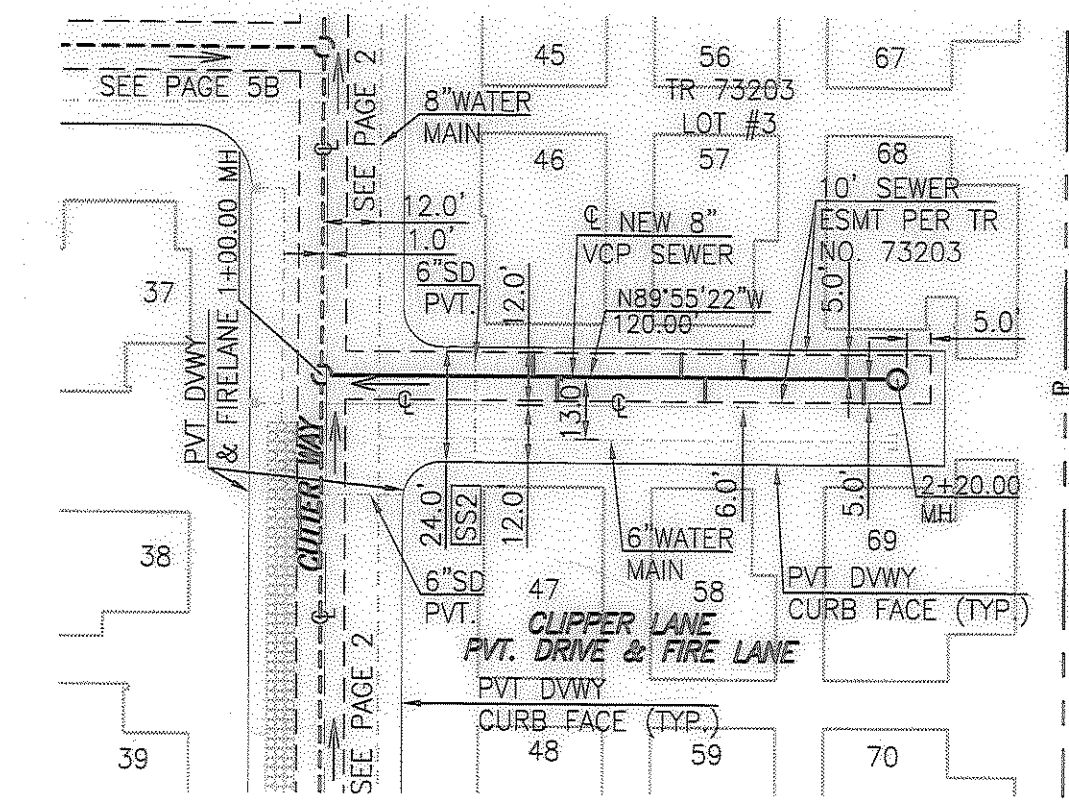 45
56
67
SEE PAGE 5B
SEE PAGE 2
8"WATER
MAIN
TR 73203
LOT #3
46
57
68
10' SEWER
ESMT PER TR
NO. 73203
PVT DVWY
& FIRELANE
1+00.00 MH
12.0'
1.0'
℄ NEW 8"
VCP SEWER
6"SD
PVT.
12.0'
N89°55'22"W
120.00'
5.0'
5.0'
37
℄
℄
℄
13.0'
℄
CUTTER WAY
24.0'
SS2
12.0'
6.0'
5.0'
2+20.00
MH
38
6"WATER
MAIN
69
6"SD
PVT.
47
58
PVT DVWY
CURB FACE (TYP.)
CLIPPER LANE
PVT. DRIVE & FIRE LANE
SEE PAGE 2
PVT DVWY
CURB FACE (TYP.)
39
48
59
70